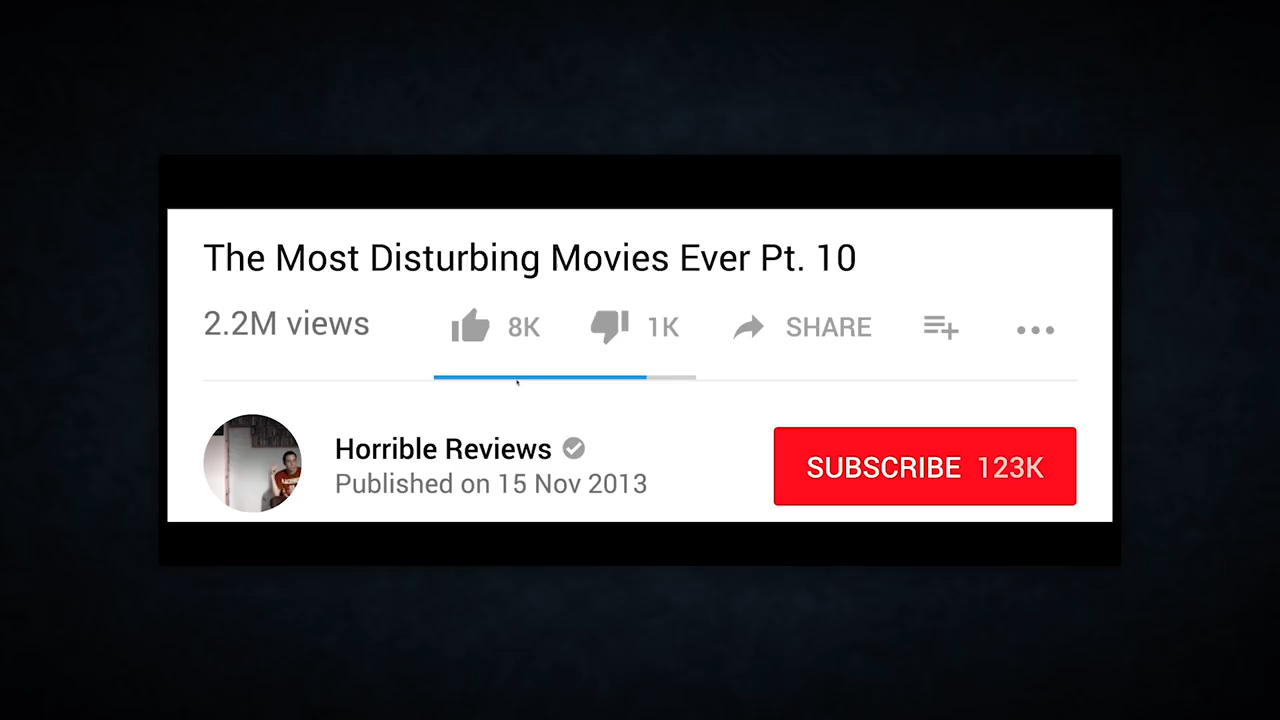 The Most Disturbing Movies Ever Pt. 10
2.2M views 8K 1K SHARE
Horrible Reviews
Published on 15 Nov 2013
SUBSCRIBE 123K